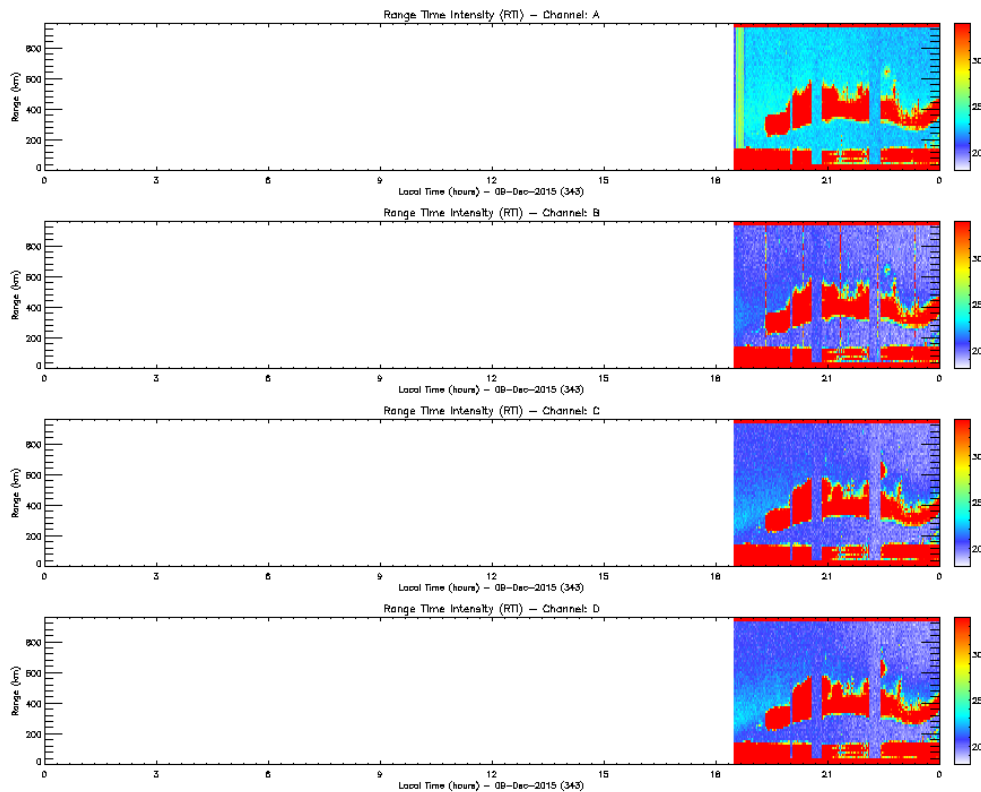 Range Time Intensity (RTI) – Channel: A
Range (km)
800
600
400
200
0
30
25
20
0 3 6 9 12 15 18 21 0
Local Time (hours) – 09-Dec-2015 (343)
Range Time Intensity (RTI) – Channel: B
Range (km)
800
600
400
200
0
30
25
20
0 3 6 9 12 15 18 21 0
Local Time (hours) – 09-Dec-2015 (343)
Range Time Intensity (RTI) – Channel: C
Range (km)
800
600
400
200
0
30
25
20
0 3 6 9 12 15 18 21 0
Local Time (hours) – 09-Dec-2015 (343)
Range Time Intensity (RTI) – Channel: D
Range (km)
800
600
400
200
0
30
25
20
0 3 6 9 12 15 18 21 0
Local Time (hours) – 09-Dec-2015 (343)